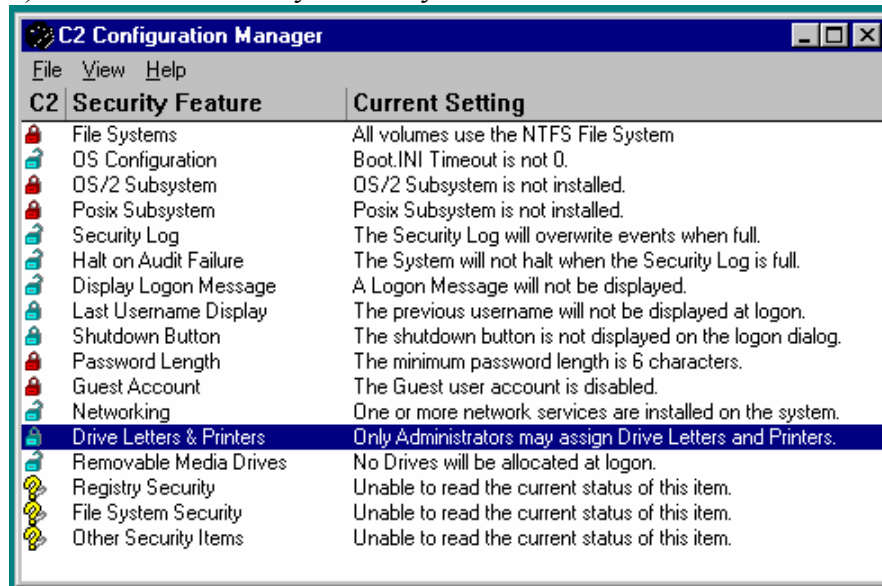 C2 Configuration Manager
File View Help
C2 Security Feature Current Setting
File Systems All volumes use the NTFS File System
OS Configuration Boot.INI Timeout is not 0.
OS/2 Subsystem OS/2 Subsystem is not installed.
Posix Subsystem Posix Subsystem is not installed.
Security Log The Security Log will overwrite events when full.
Halt on Audit Failure The System will not halt when the Security Log is full.
Display Logon Message A Logon Message will not be displayed.
Last Username Display The previous username will not be displayed at logon.
Shutdown Button The shutdown button is not displayed on the logon dialog.
Password Length The minimum password length is 6 characters.
Guest Account The Guest user account is disabled.
Networking One or more network services are installed on the system.
Drive Letters & Printers Only Administrators may assign Drive Letters and Printers.
Removable Media Drives No Drives will be allocated at logon.
Registry Security Unable to read the current status of this item.
File System Security Unable to read the current status of this item.
Other Security Items Unable to read the current status of this item.